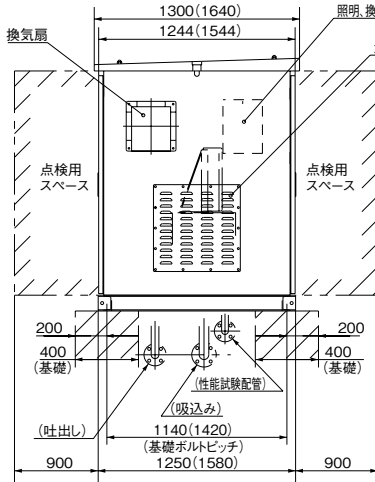 1300(1640)
1244(1544)
照明、換
換気扇
点検用
スペース
点検用
スペース
200
200
400
(基礎)
400
(基礎)
(性能試験配管)
(吸込み)
(吐出し)
1140(1420)
(基礎ボルトピッチ)
900
1250(1580)
900